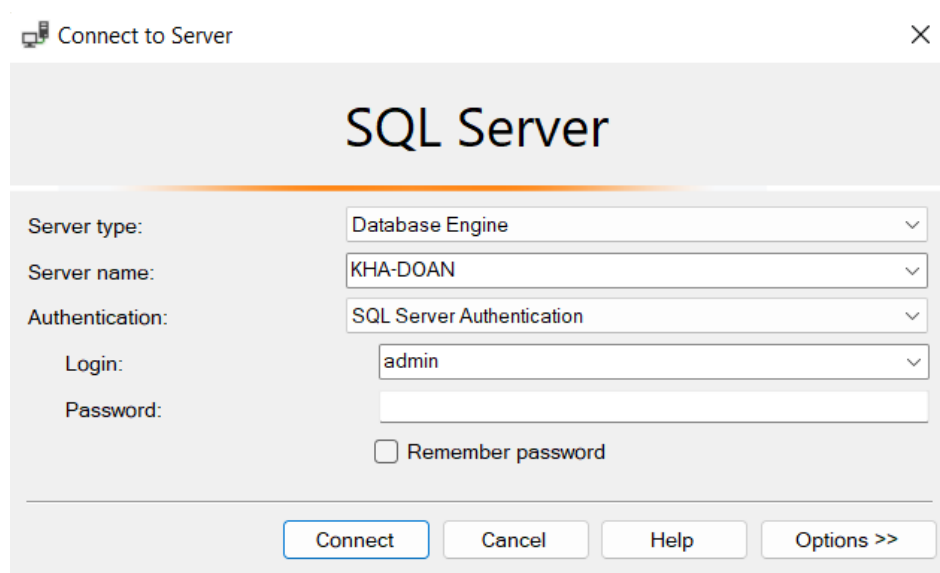 Connect to Server
SQL Server
Server type: Database Engine
Server name: KHA-DOAN
Authentication: SQL Server Authentication
Login: admin
Password:
Remember password
Connect Cancel Help Options >>